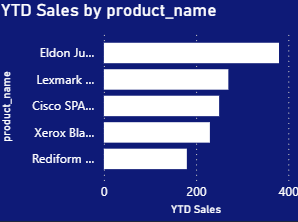 YTD Sales by product_name
product_name
Eldon Ju...
Lexmark ...
Cisco SPA...
Xerox Bla...
Rediform ...
0 200 400
YTD Sales